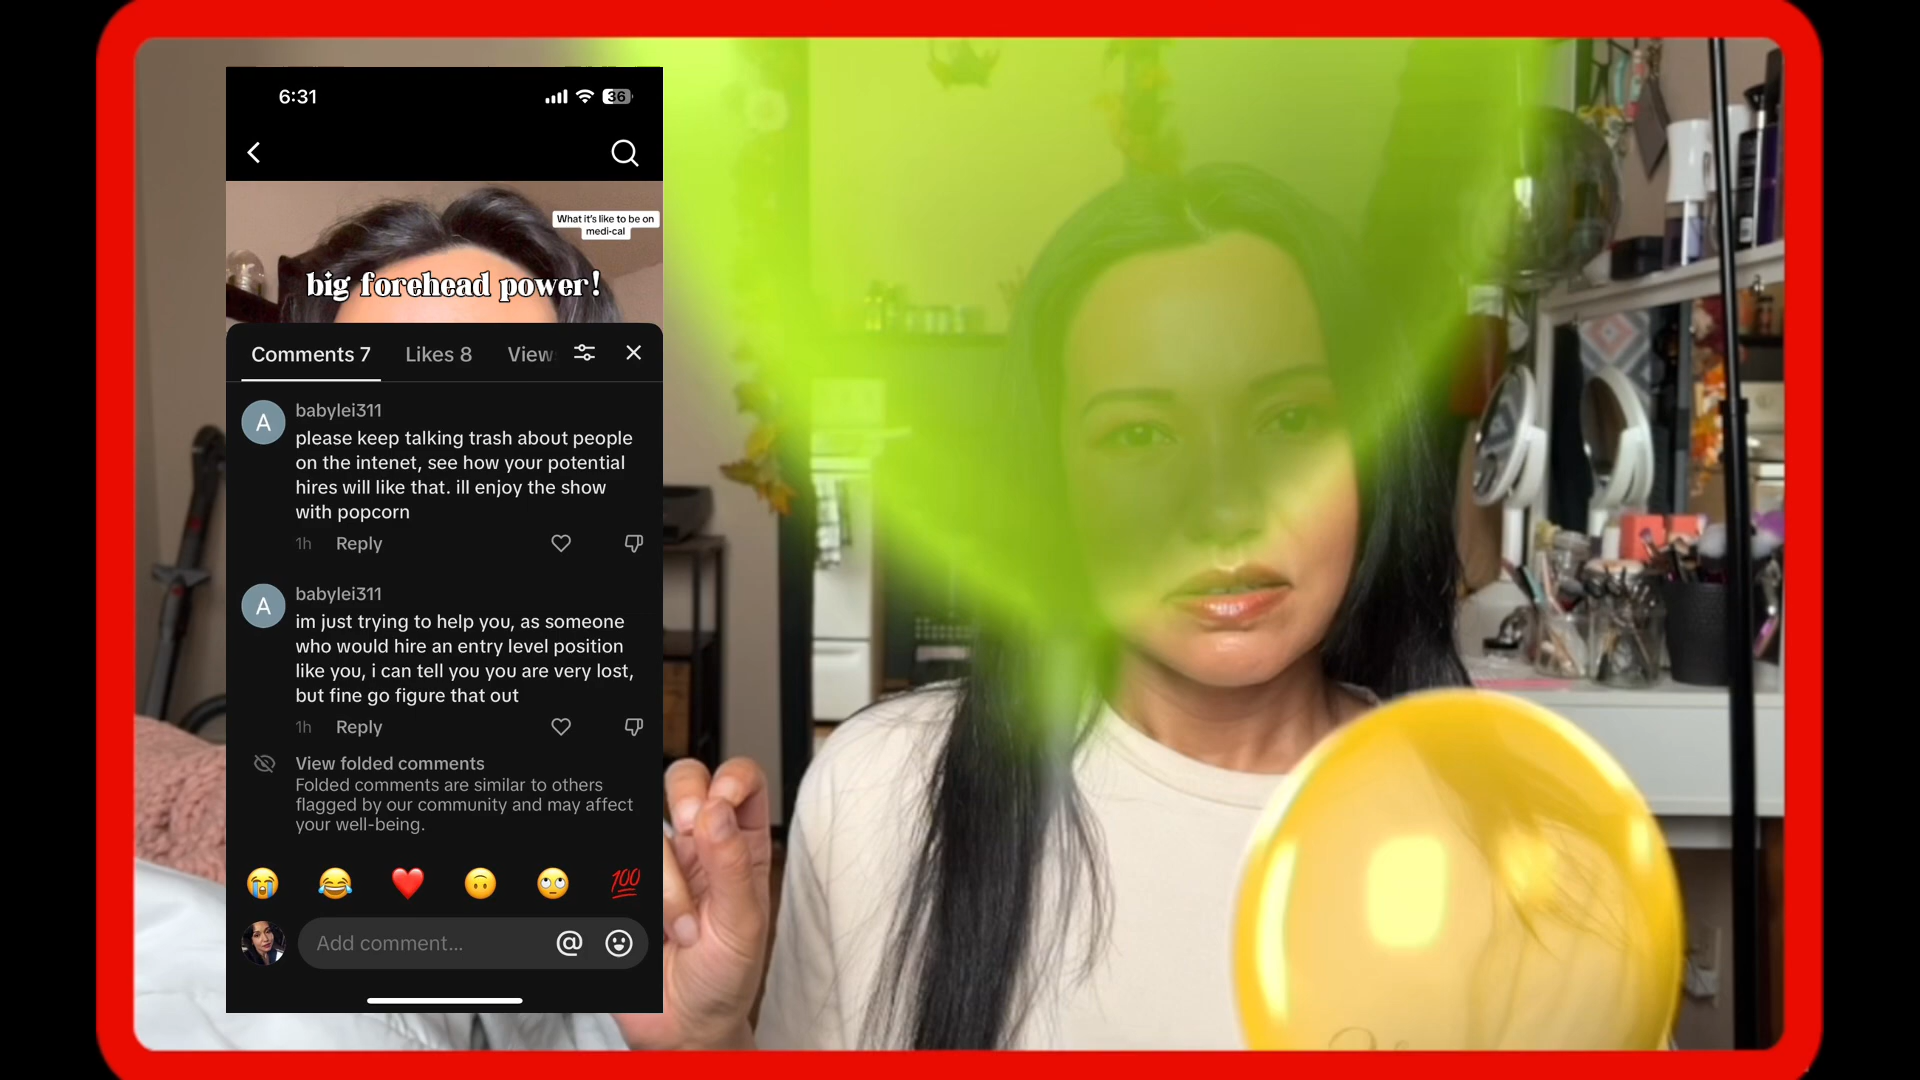 6:31
36
What it's like to be on
medi-cal
big forehead power!
Comments 7
Likes 8
View
A
babylei311
please keep talking trash about people
on the intenet, see how your potential
hires will like that. ill enjoy the show
with popcorn
1h
Reply
A
babylei311
im just trying to help you, as someone
who would hire an entry level position
like you, i can tell you you are very lost,
but fine go figure that out
1h
Reply
View folded comments
Folded comments are similar to others
flagged by our community and may affect
your well-being.
100
Add comment...
@